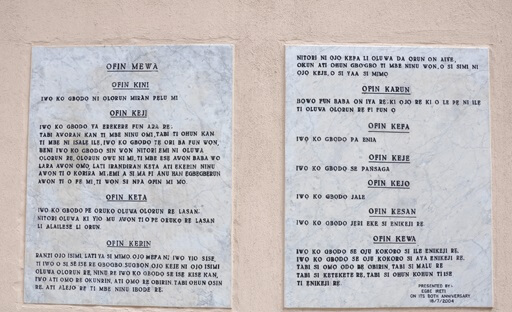 OFIN MEWA
OFIN KINI
IWO KO GBODO NI OLORUN MIRAN PELU MI
OFIN KEJI
IWO KO GBODO YA EREKERE FUN ARA RE:
TABI AWORAN KAN TI MBE NINU OMI, TABI TI OHUN KAN
TI MBE NI ISALE ILE, IWO KO GBODO TE ORI BA FUN WON,
BENI IWO KO GBODO SIN WON NITORI EMI NI OLUWA
OLORUN RE, OLORUN OWU NI MI, TI MBE ESE AWON BABA WO
LARA AWON OMO LATI IRANDIRAN KETA ATI EKERIN NINU
AWON TI O KORIRA MI, EMI A SI MA FI ANU HAN EGBEGBERUN
AWON TI O FE MI, TI WON SI NPA OFIN MI MO.
OFIN KETA
IWO KO GBODO PE ORUKO OLUWA OLORUN RE LASAN.
NITORI OLUWA KI YIO MU AWON TI O PE ORUKO RE LASAN
LI ALAILESE LI ORUN.
OFIN KERIN
RANTI OJO ISIMI LATI YA SI MIMO OJO MEFA NI IWO YIO SISE,
TI IWO O SI SE ISE RE GBOGBO SUGBON OJO KEJE NI OJO ISIMI
OLUWA OLORUN RE, NINU RE IWO KO GBODO SE ISE KISE KAN,
IWO ATI OMO RE OKUNRIN, ATI OMO RE OBIRIN, TABI OHUN OSIN
RE, ATI ALEJO RE TI MBE NINU IBODE RE.
NITORI NI OJO KEFA LI OLUWA DA ORUN ON AIYE,
OKUN ATI OHUN GBOGBO TI MBE NINU WON, O SI SIMI NI
OJO KEJE, O SI YAA SI MIMO
OFIN KARUN
BOWO FUN BABA ON IYA RE: KI OJO RE KI O LE PE NI ILE
TI OLUWA OLORUN RE FI FUN O
OFIN KEFA
IWO KO GBODO PA ENIA
OFIN KEJE
IWO KO GBODO SE PANSAGA
OFIN KEJO
IWO KO GBODO JALE
OFIN KESAN
IWO KO GBODO JERI EKE SI ENIKEJI RE
OFIN KEWA
IWO KO GBODO SE OJU KOKORO SI ILE ENIKEJI RE,
IWO KO GBODO SE OJU KOKORO SI AYA ENIKEJI RE,
TABI SI OMO ODO RE OBIRIN, TABI SI MALU RE
TABI SI KETEKETE RE, TABI SI OHUN KOHUN TI ISE
TI ENIKEJI RE.
PRESENTED BY:-
EGBE IRETI
ON ITS 80TH ANNIVERSARY
18/7/2004